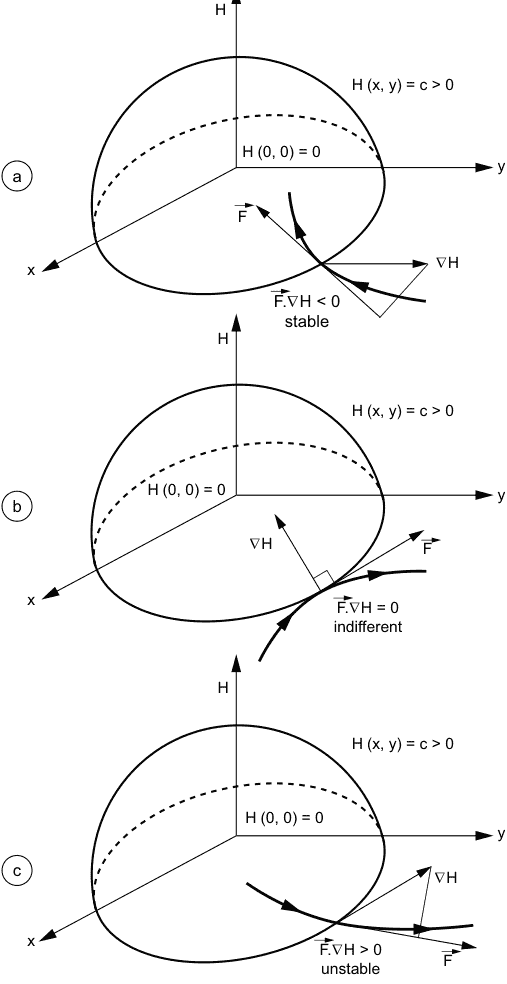 H
H (x, y) = c > 0
H (0, 0) = 0
a
y
F
x
∇H
F.∇H < 0
stable
H
H (x, y) = c > 0
H (0, 0) = 0
b
y
∇H
F
x
F.∇H = 0
indifferent
H
H (x, y) = c > 0
H (0, 0) = 0
y
c
∇H
x
F.∇H > 0
F
unstable